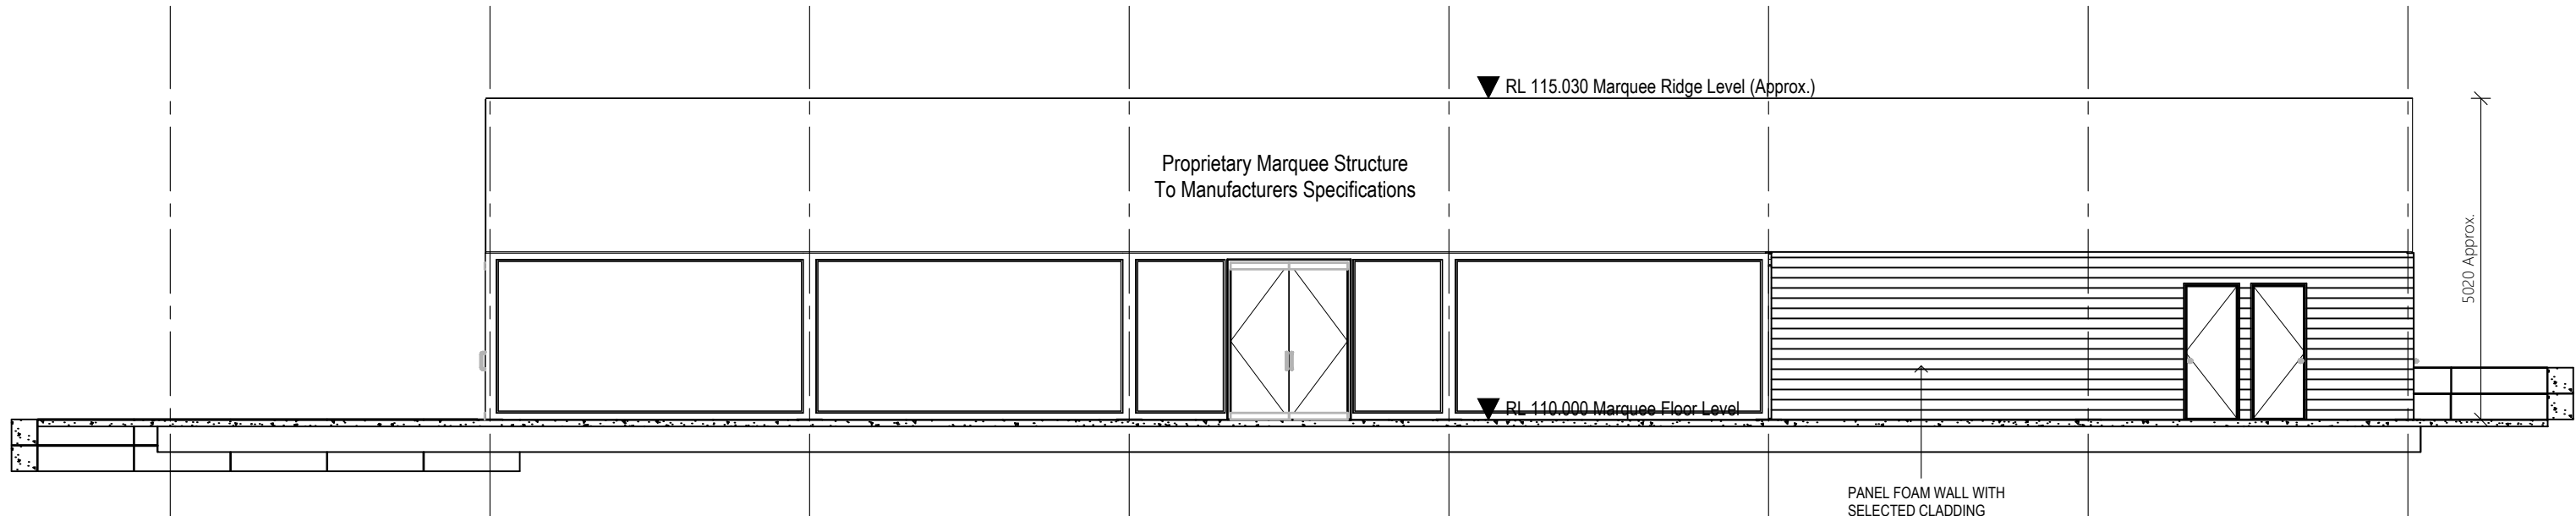 RL 115.030 Marquee Ridge Level (Approx.)
Proprietary Marquee Structure
To Manufacturers Specifications
5020 Approx.
RL 110.000 Marquee Floor Level
PANEL FOAM WALL WITH
SELECTED CLADDING